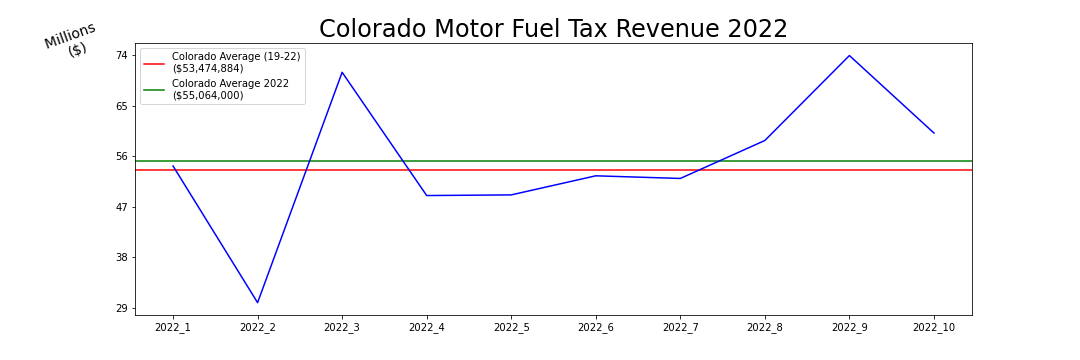 Colorado Motor Fuel Tax Revenue 2022
Millions
($)
Colorado Average (19-22)
($53,474,884)
Colorado Average 2022
($55,064,000)
74
65
56
47
38
29
2022_1 2022_2 2022_3 2022_4 2022_5 2022_6 2022_7 2022_8 2022_9 2022_10